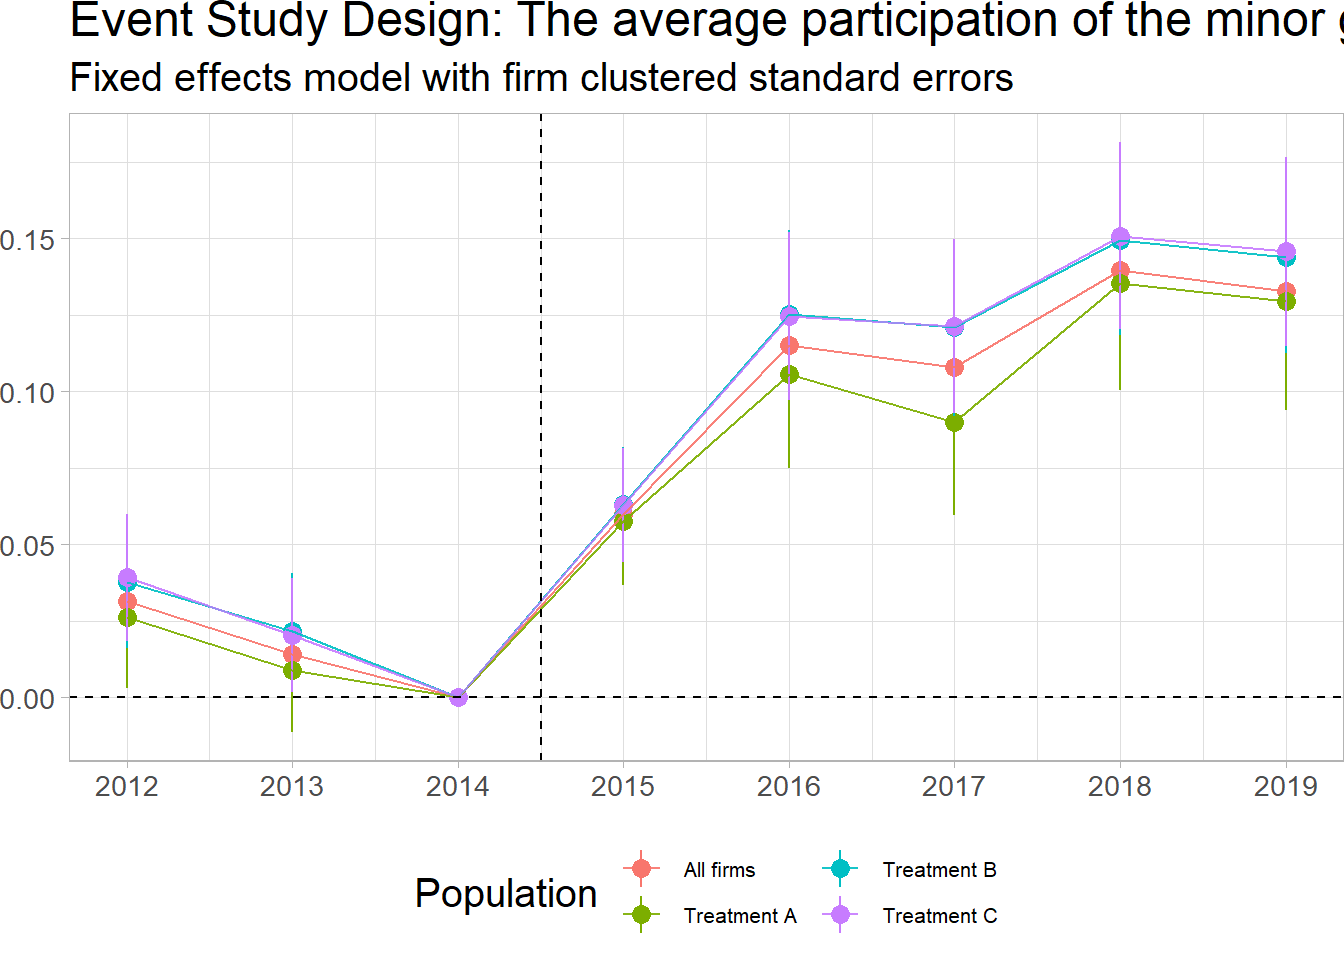 Event Study Design: The average participation of the minor
Fixed effects model with firm clustered standard errors
0.15
0.10
0.05
0.00
2012 2013 2014 2015 2016 2017 2018 2019
Population
All firms
Treatment B
Treatment A
Treatment C